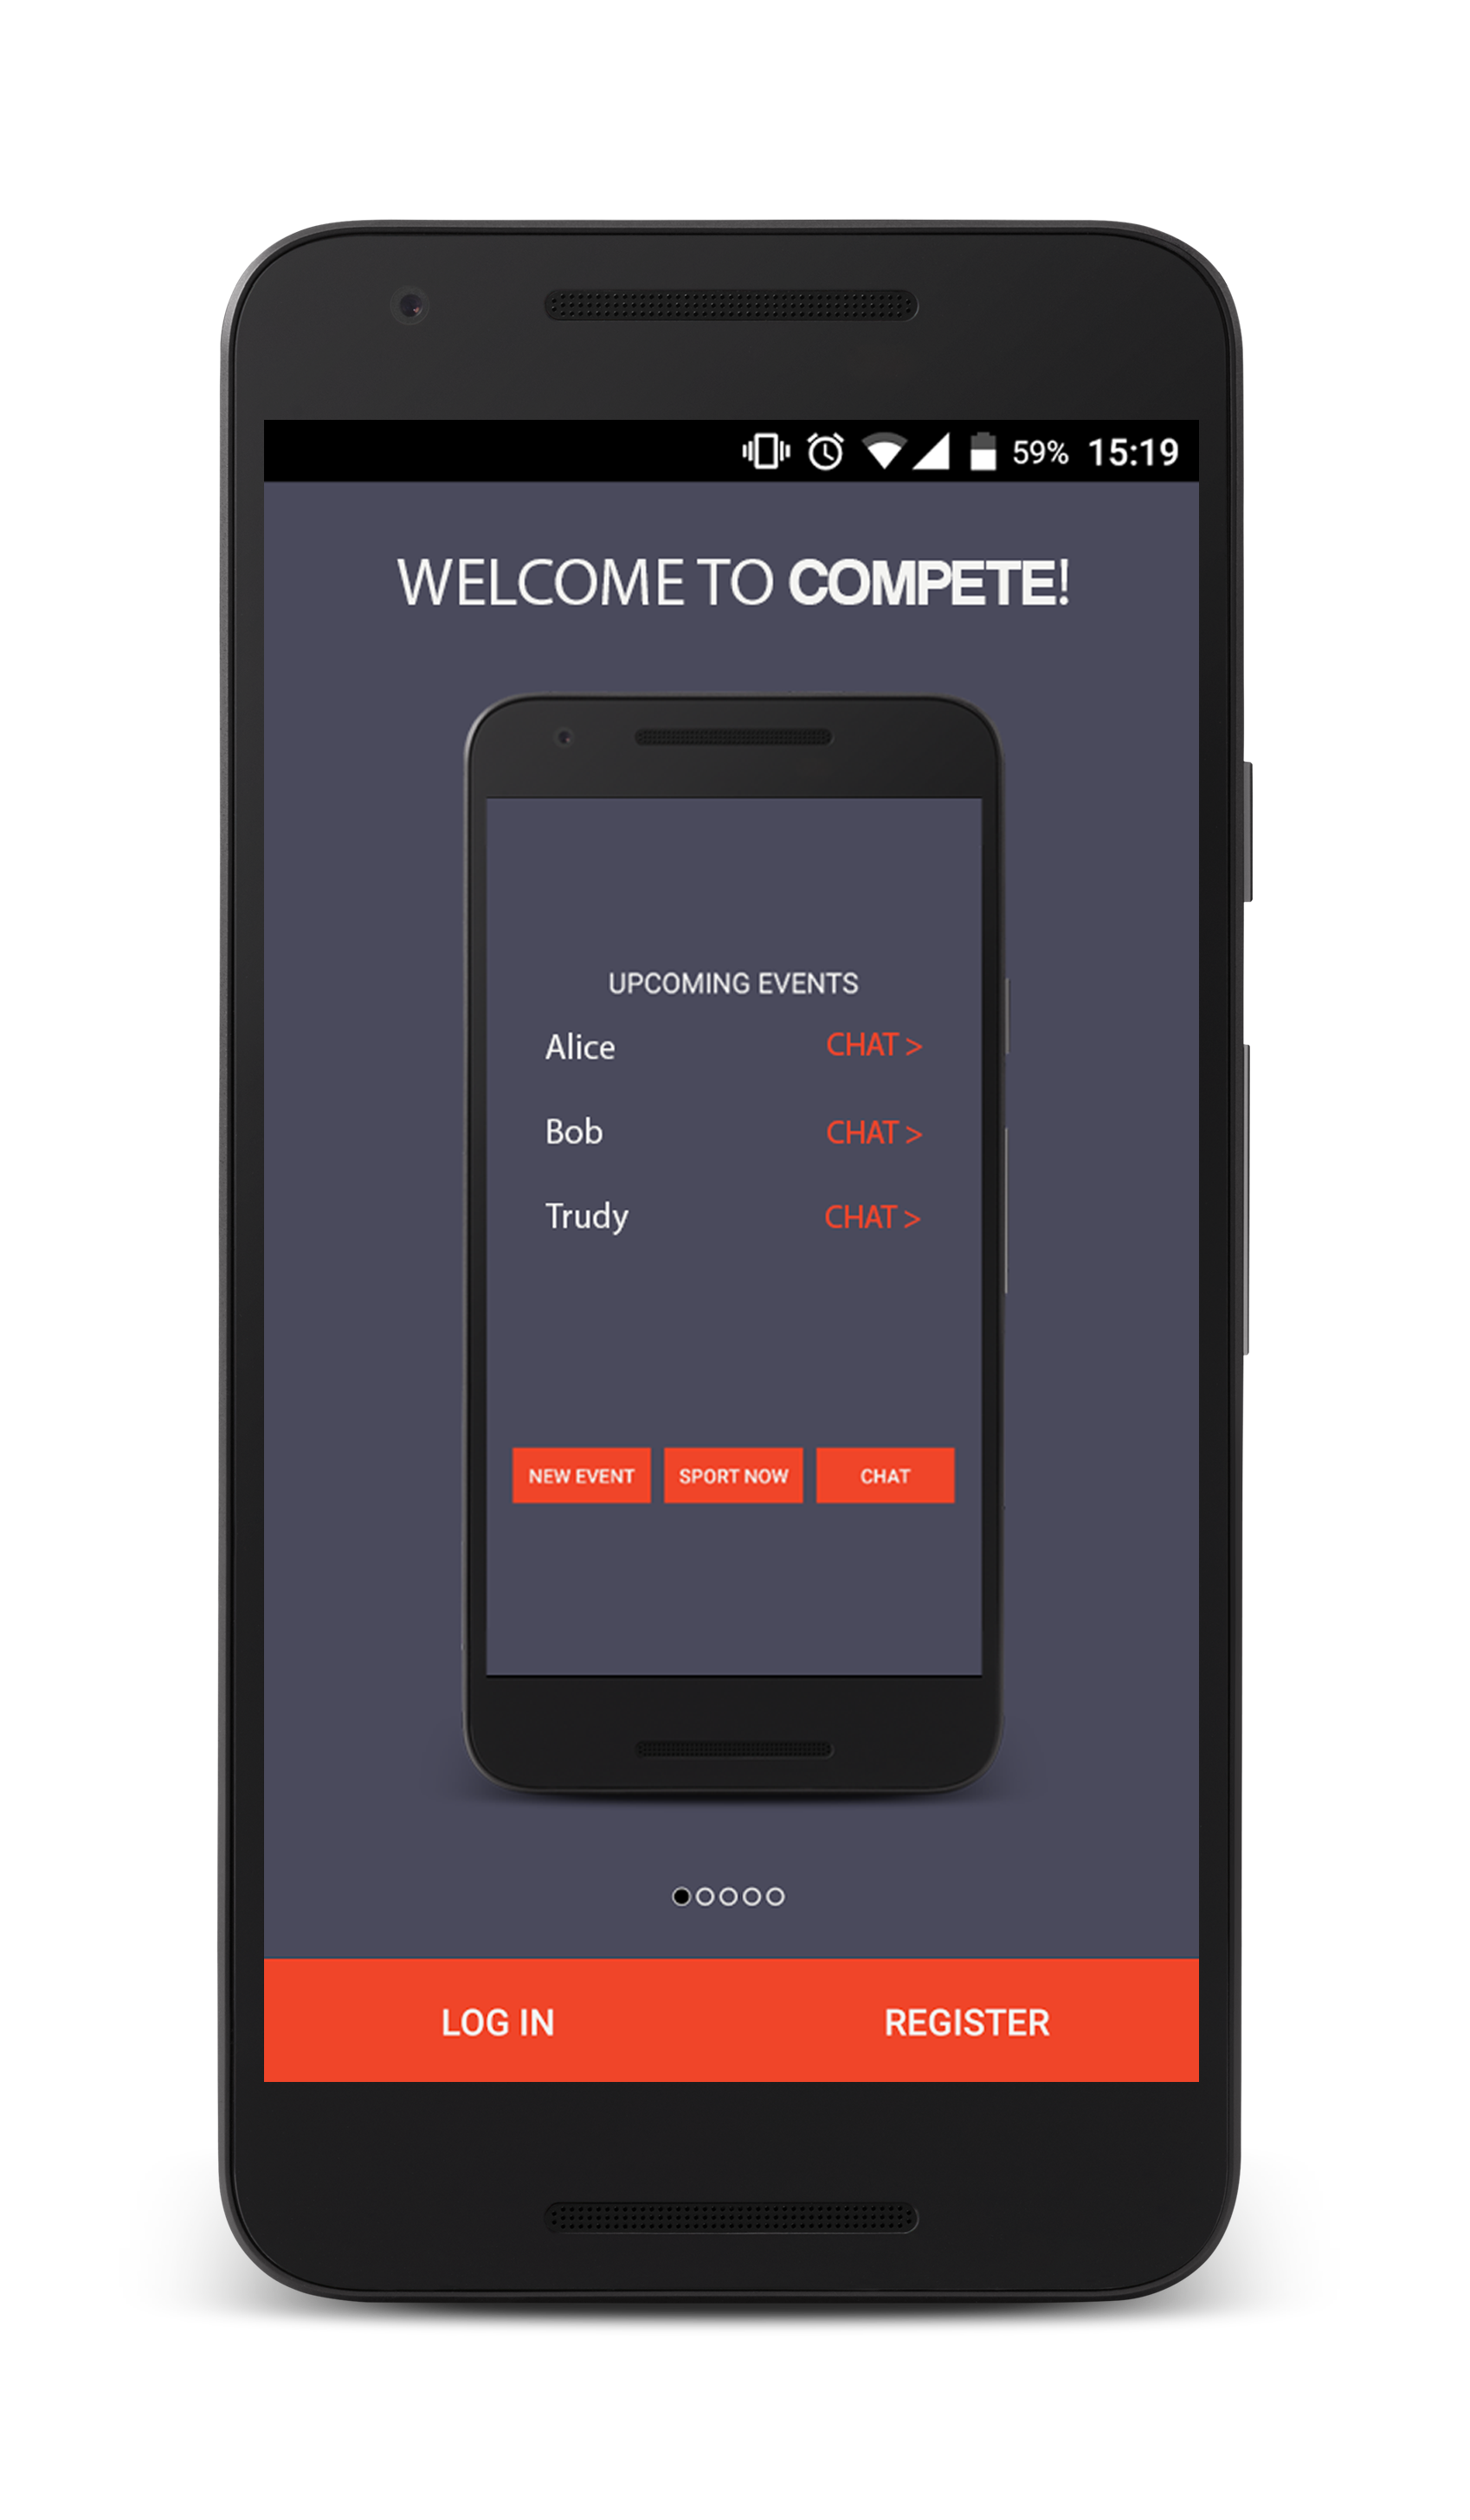 59% 15:19
WELCOME TO COMPETE!
UPCOMING EVENTS
Alice CHAT >
Bob CHAT >
Trudy CHAT >
NEW EVENT SPORT NOW CHAT
LOG IN REGISTER